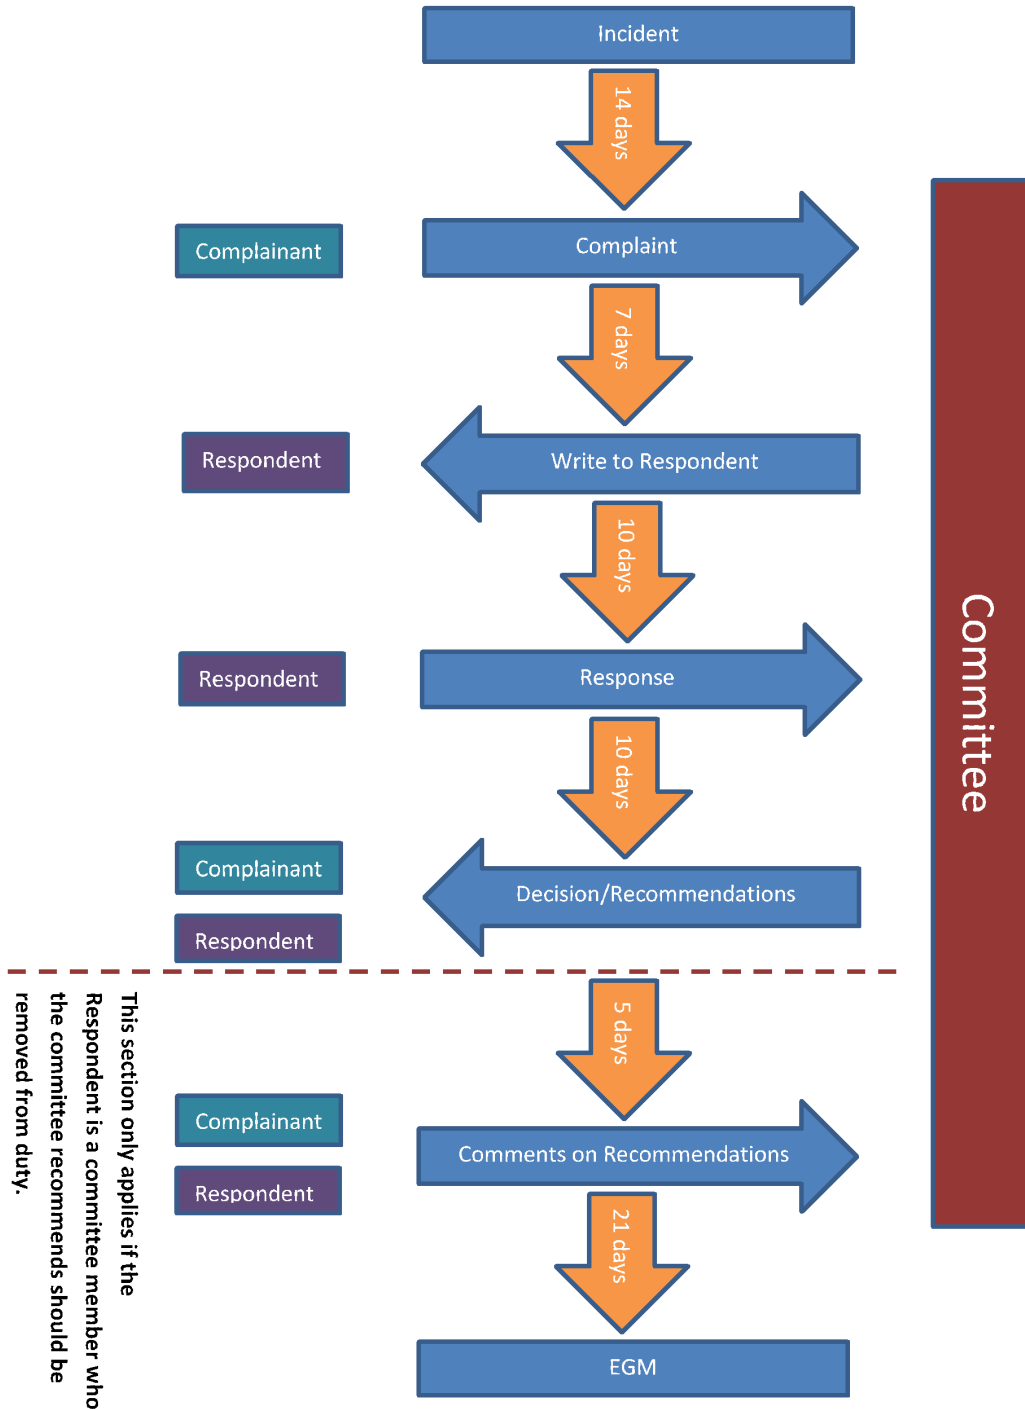 Incident
14 days
Complainant
Complaint
7 days
Respondent
Write to Respondent
10 days
Respondent
Response
10 days
Complainant
Respondent
Decision/Recommendations
Committee
This section only applies if the
Respondent is a committee member who
the committee recommends should be
removed from duty.
5 days
Complainant
Respondent
Comments on Recommendations
21 days
EGM